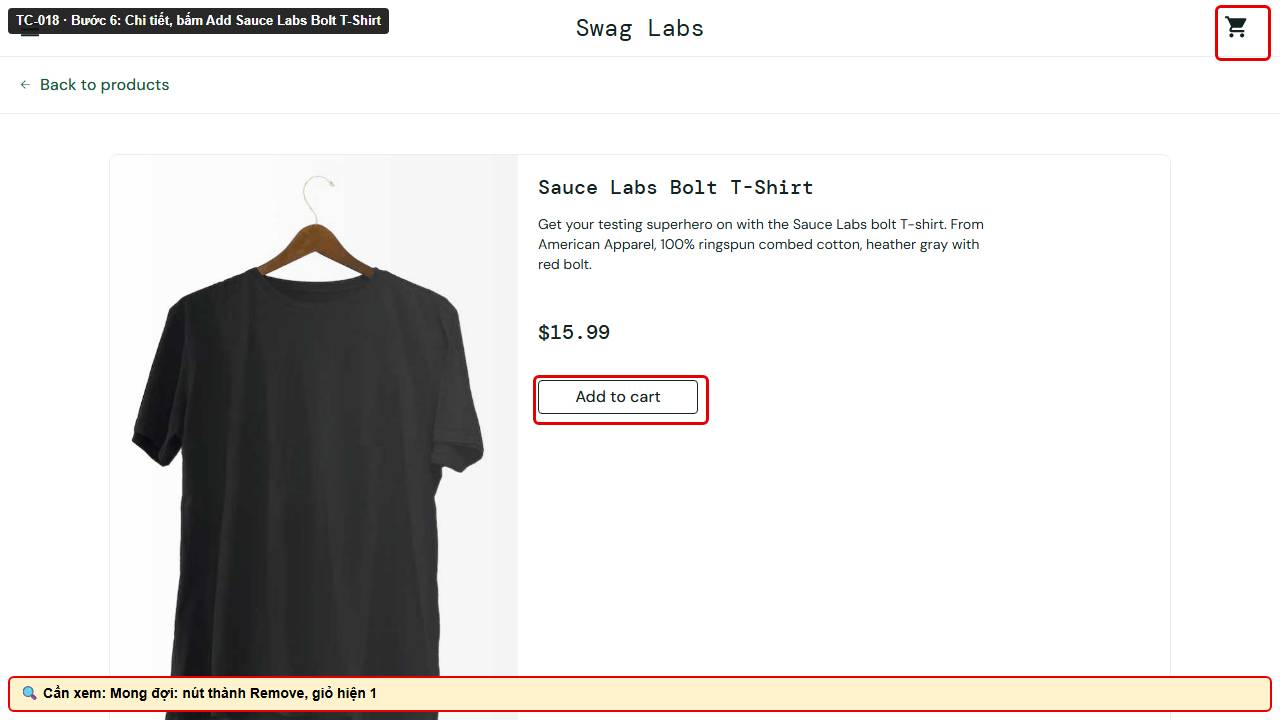 TC-018 · Bước 6: Chi tiết, bấm Add Sauce Labs Bolt T-Shirt
Swag Labs
← Back to products
Sauce Labs Bolt T-Shirt
Get your testing superhero on with the Sauce Labs bolt T-shirt. From
American Apparel, 100% ringspun combed cotton, heather gray with
red bolt.
$15.99
Add to cart
🔍 Cần xem: Mong đợi: nút thành Remove, giỏ hiện 1